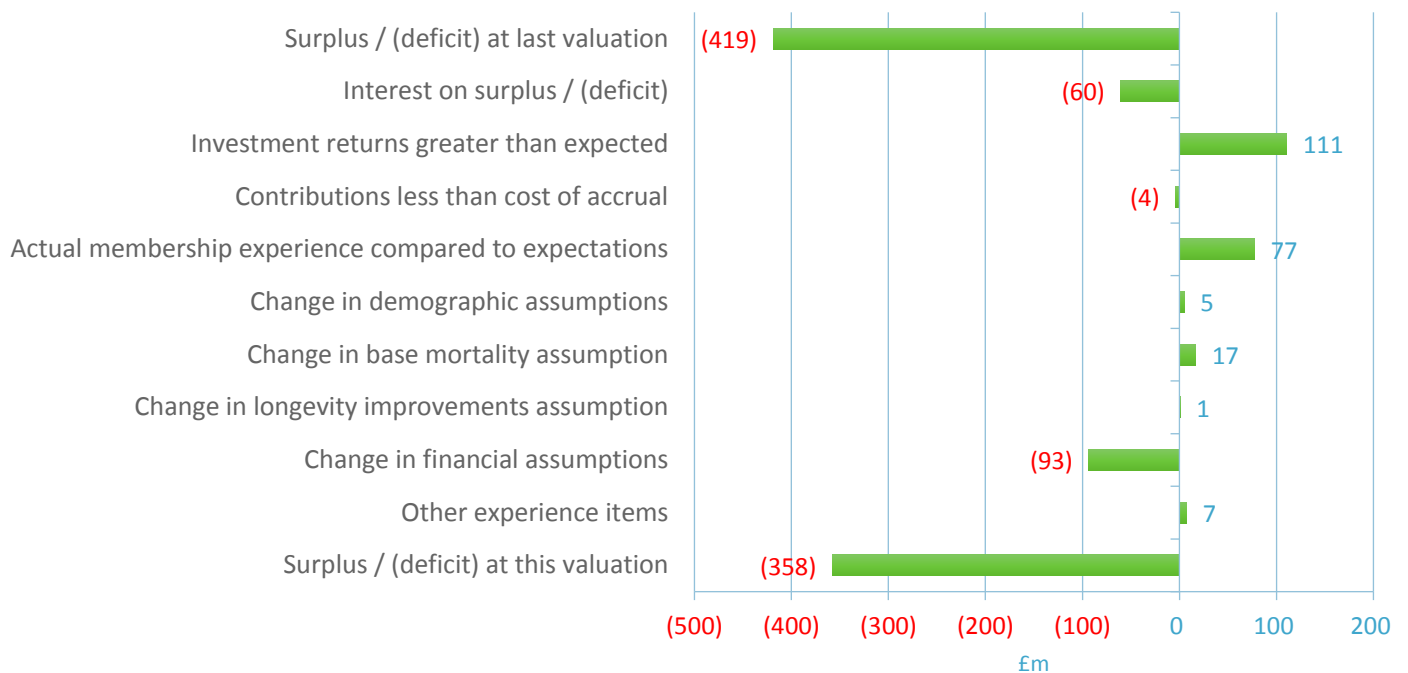 Surplus / (deficit) at last valuation (419)
Interest on surplus / (deficit) (60)
Investment returns greater than expected 111
Contributions less than cost of accrual (4)
Actual membership experience compared to expectations 77
Change in demographic assumptions 5
Change in base mortality assumption 17
Change in longevity improvements assumption 1
Change in financial assumptions (93)
Other experience items 7
Surplus / (deficit) at this valuation (358)
(500) (400) (300) (200) (100) 0 100 200
£m